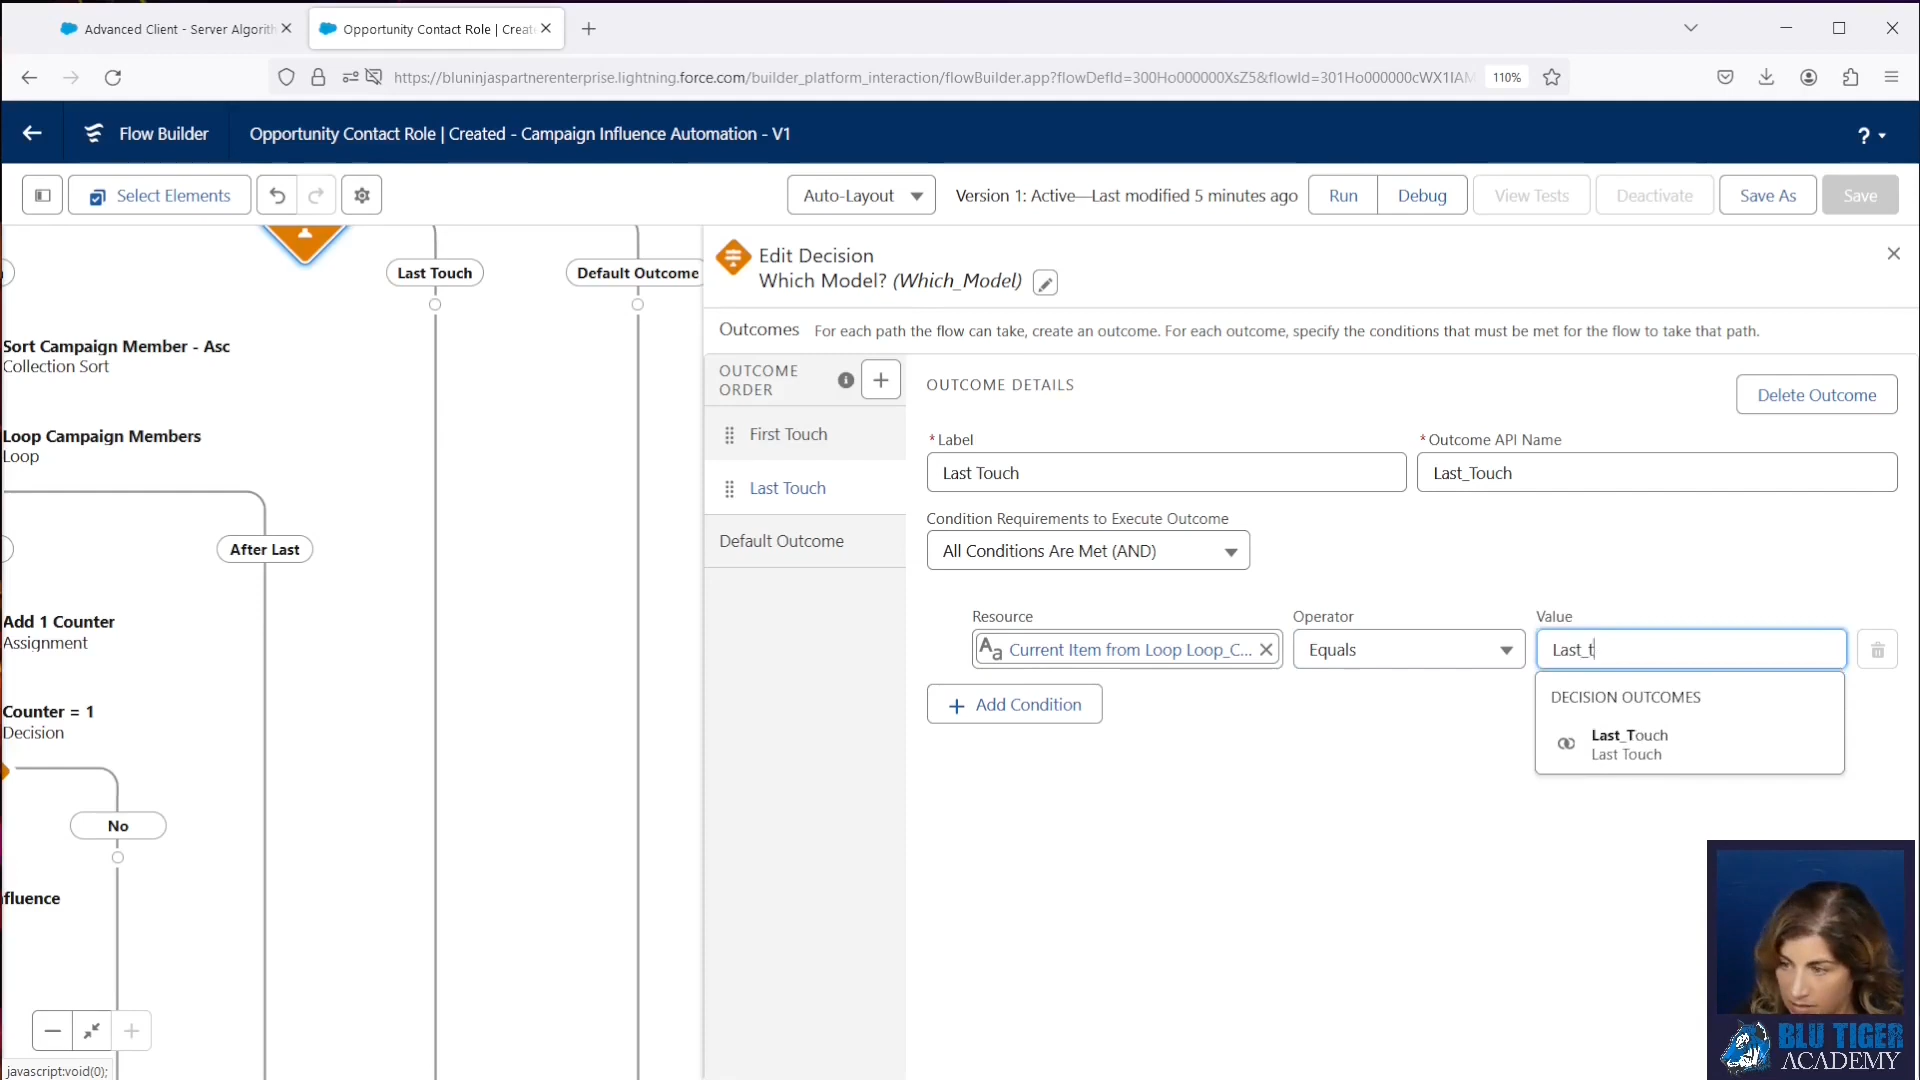 Advanced Client - Server Algorith
Opportunity Contact Role | Creat
https://bluninjaspartnerenterprise.lightning.force.com/builder_platform_interaction/flowBuilder.app?flowDefId=300Ho000000XsZ5&flowId=301Ho000000cWX1IAM
110%
Flow Builder
Opportunity Contact Role | Created - Campaign Influence Automation - V1
?
Select Elements
Auto-Layout
Version 1: Active—Last modified 5 minutes ago
Run
Debug
View Tests
Deactivate
Save As
Save
Last Touch
Default Outcome
Sort Campaign Member - Asc
Collection Sort
Loop Campaign Members
Loop
After Last
Add 1 Counter
Assignment
Counter = 1
Decision
No
fluence
javascript:void(0);
Edit Decision
Which Model? (Which_Model)
Outcomes
For each path the flow can take, create an outcome. For each outcome, specify the conditions that must be met for the flow to take that path.
OUTCOME
ORDER
First Touch
Last Touch
Default Outcome
OUTCOME DETAILS
Delete Outcome
*Label
Last Touch
*Outcome API Name
Last_Touch
Condition Requirements to Execute Outcome
All Conditions Are Met (AND)
Resource
Aa Current Item from Loop Loop_C...
Operator
Equals
Value
Last_t
Add Condition
DECISION OUTCOMES
Last_Touch
Last Touch
BLU TIGER
ACADEMY